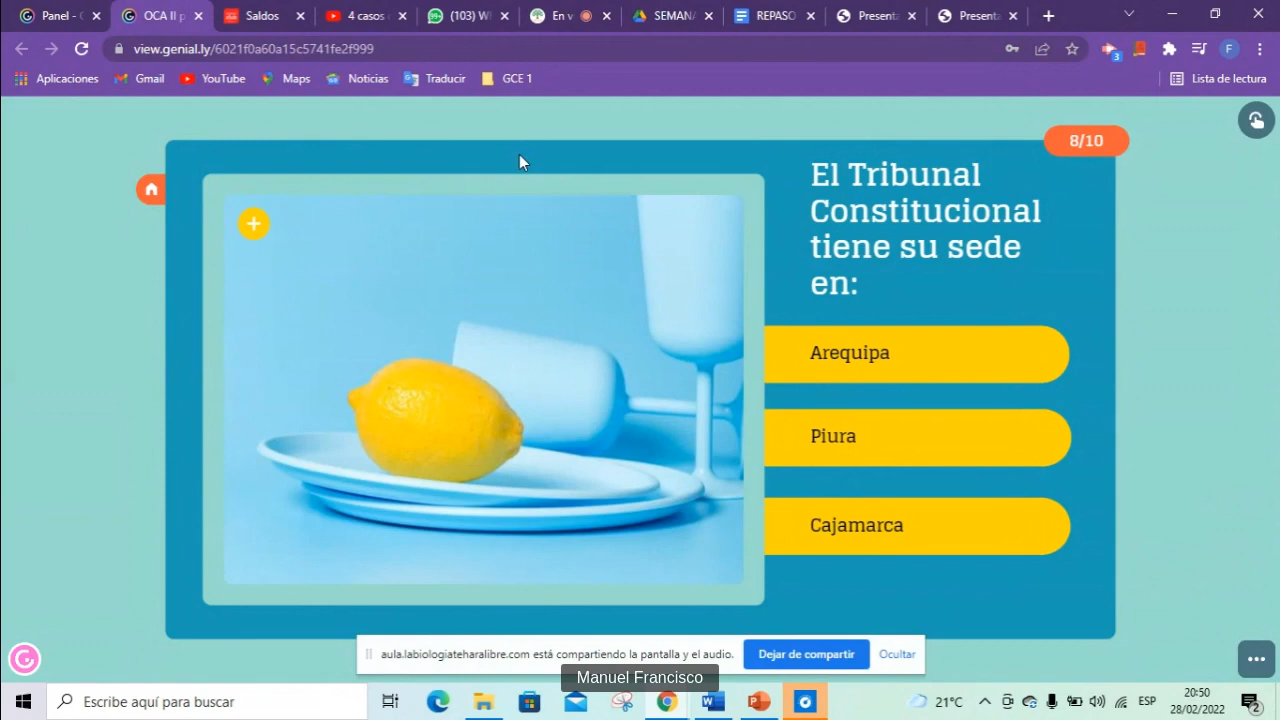 Panel - G
OCA II p
Saldos
4 casos
(103) W
En v
SEMANA
REPASO
Presenta
Presenta
view.genial.ly/6021f0a60a15c5741fe2f999
3
F
Aplicaciones
Gmail
YouTube
Maps
Noticias
Traducir
GCE 1
Lista de lectura
8/10
El Tribunal
Constitucional
tiene su sede
en:
Arequipa
Piura
Cajamarca
aula.labiologiateharalibre.com está compartiendo la pantalla y el audio.
Dejar de compartir
Ocultar
Manuel Francisco
Escribe aquí para buscar
21°C
ESP
20:50
28/02/2022
2